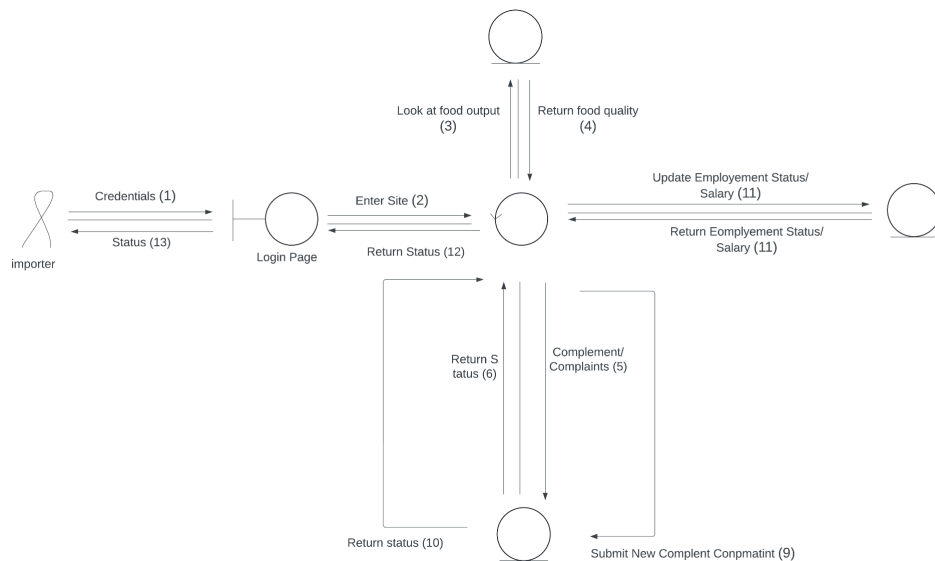 Look at food output
(3)
Return food quality
(4)
Credentials (1)
Status (13)
importer
Login Page
Enter Site (2)
Return Status (12)
Update Employement Status/
Salary (11)
Return Eomplyement Status/
Salary (11)
Return S
tatus (6)
Complement/
Complaints (5)
Return status (10)
Submit New Complent Conpmatint (9)